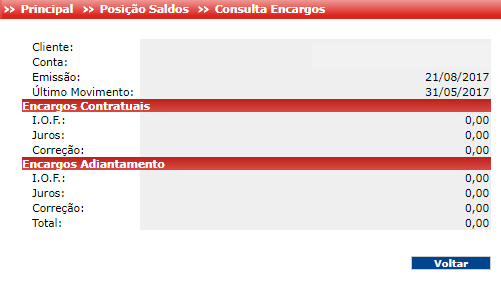 >> Principal >> Posição Saldos >> Consulta Encargos
Cliente:
Conta:
Emissão: 21/08/2017
Último Movimento: 31/05/2017
Encargos Contratuais
I.O.F.: 0,00
Juros: 0,00
Correção: 0,00
Encargos Adiantamento
I.O.F.: 0,00
Juros: 0,00
Correção: 0,00
Total: 0,00
Voltar